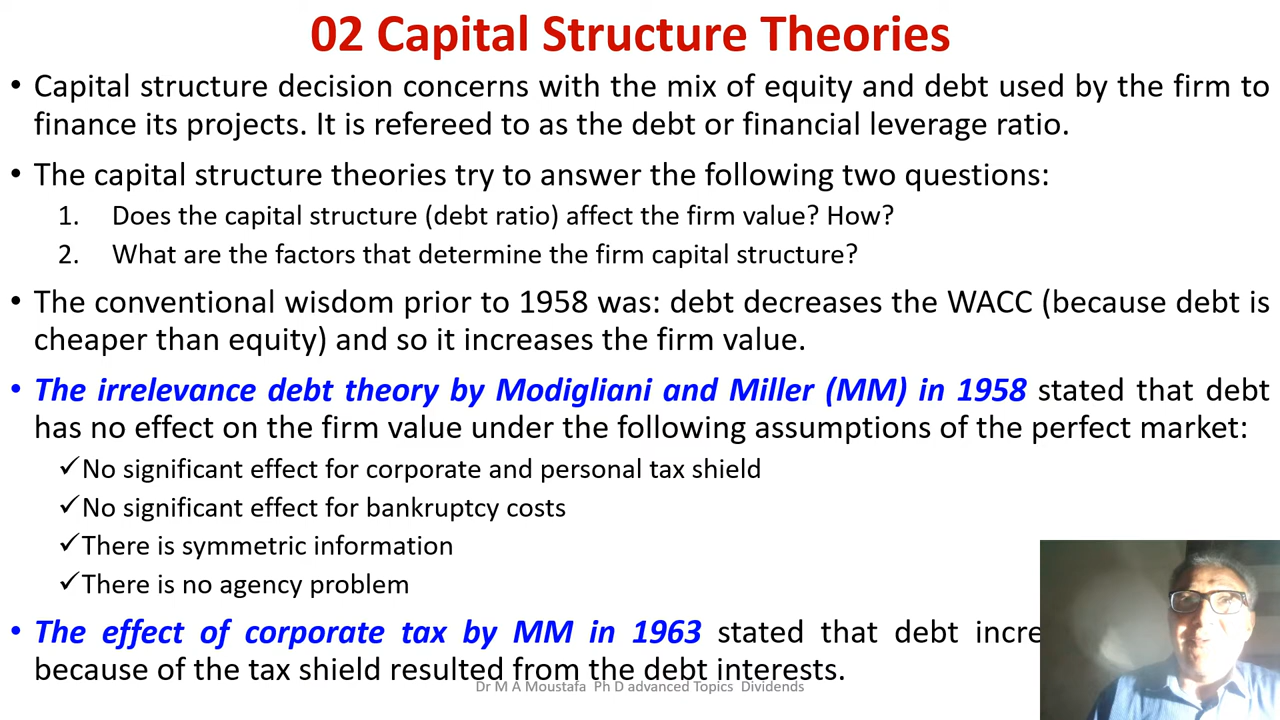 02 Capital Structure Theories
• Capital structure decision concerns with the mix of equity and debt used by the firm to
finance its projects. It is refereed to as the debt or financial leverage ratio.
• The capital structure theories try to answer the following two questions:
1. Does the capital structure (debt ratio) affect the firm value? How?
2. What are the factors that determine the firm capital structure?
• The conventional wisdom prior to 1958 was: debt decreases the WACC (because debt is
cheaper than equity) and so it increases the firm value.
• The irrelevance debt theory by Modigliani and Miller (MM) in 1958 stated that debt
has no effect on the firm value under the following assumptions of the perfect market:
✓No significant effect for corporate and personal tax shield
✓No significant effect for bankruptcy costs
✓There is symmetric information
✓There is no agency problem
• The effect of corporate tax by MM in 1963 stated that debt incre
because of the tax shield resulted from the debt interests.
Dr M A Moustafa Ph D advanced Topics Dividends